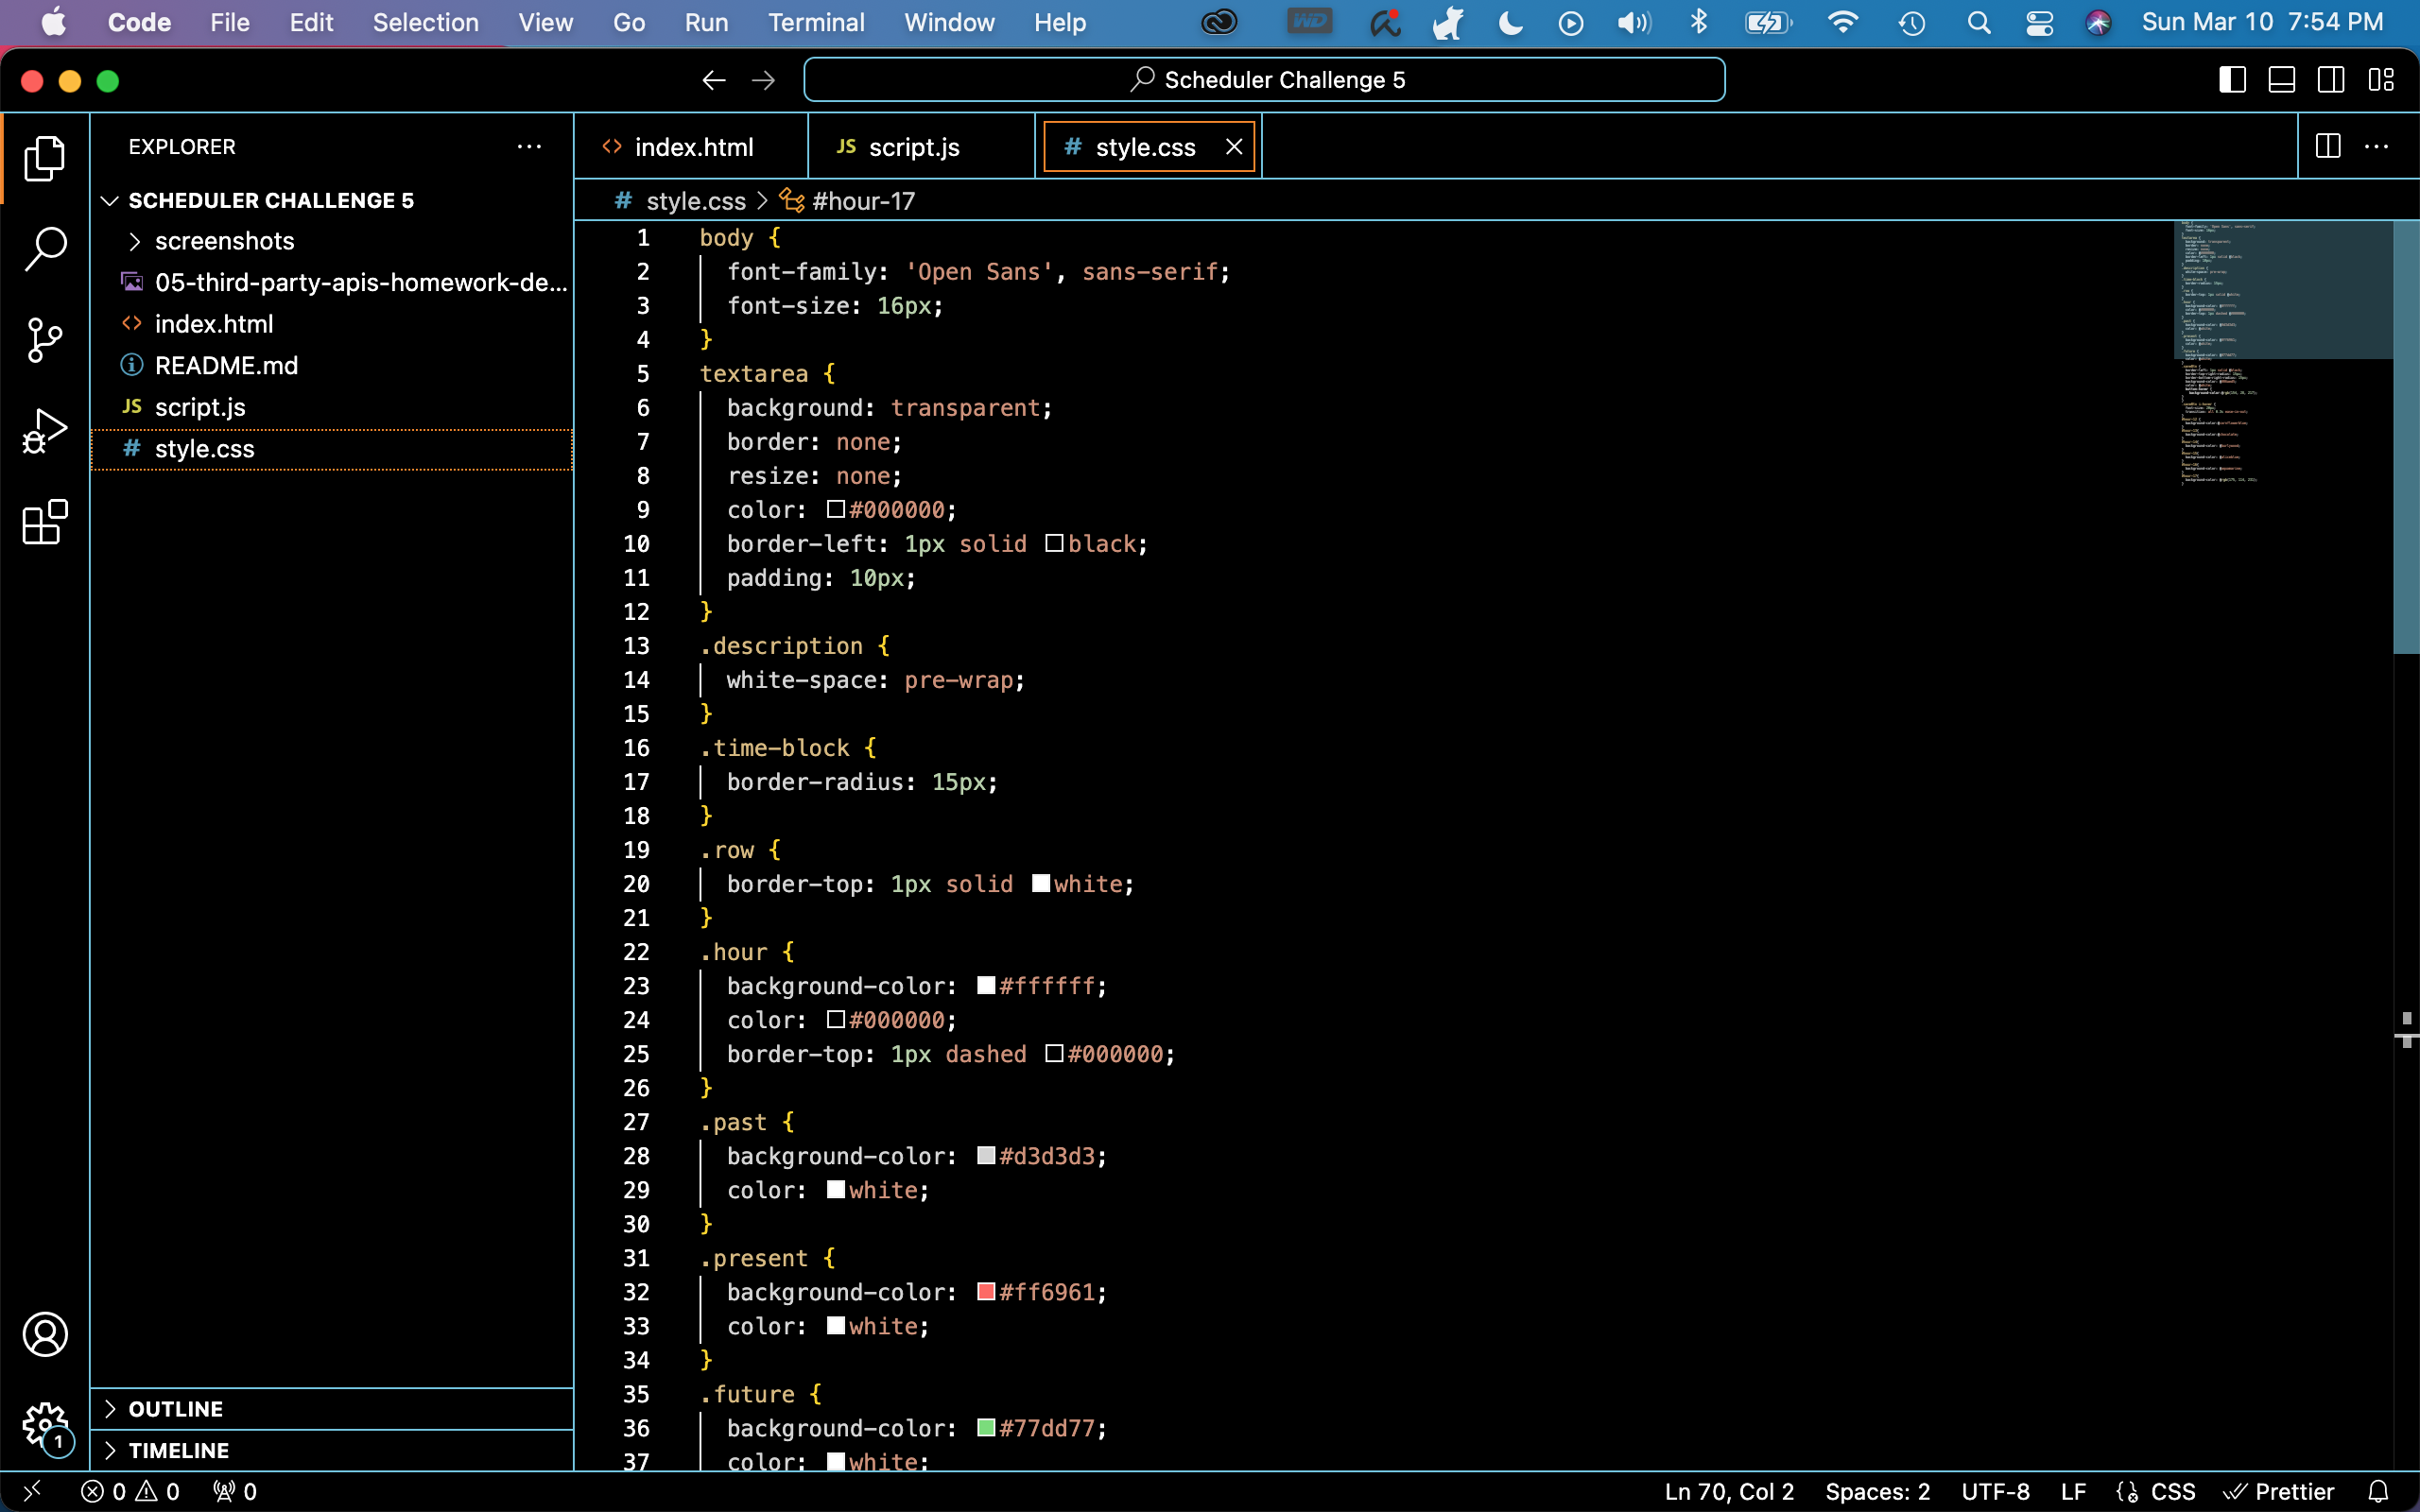 Code File Edit Selection View Go Run Terminal Window Help WD Sun Mar 10 7:54 PM
Scheduler Challenge 5
EXPLORER
SCHEDULER CHALLENGE 5
screenshots
05-third-party-apis-homework-de...
index.html
README.md
JS script.js
# style.css
OUTLINE
TIMELINE
1
index.html JS script.js # style.css
# style.css > #hour-17
1 body {
2 font-family: 'Open Sans', sans-serif;
3 font-size: 16px;
4 }
5 textarea {
6 background: transparent;
7 border: none;
8 resize: none;
9 color: #000000;
10 border-left: 1px solid black;
11 padding: 10px;
12 }
13 .description {
14 white-space: pre-wrap;
15 }
16 .time-block {
17 border-radius: 15px;
18 }
19 .row {
20 border-top: 1px solid white;
21 }
22 .hour {
23 background-color: #ffffff;
24 color: #000000;
25 border-top: 1px dashed #000000;
26 }
27 .past {
28 background-color: #d3d3d3;
29 color: white;
30 }
31 .present {
32 background-color: #ff6961;
33 color: white;
34 }
35 .future {
36 background-color: #77dd77;
37 color: white;
0 0 0 Ln 70, Col 2 Spaces: 2 UTF-8 LF CSS Prettier